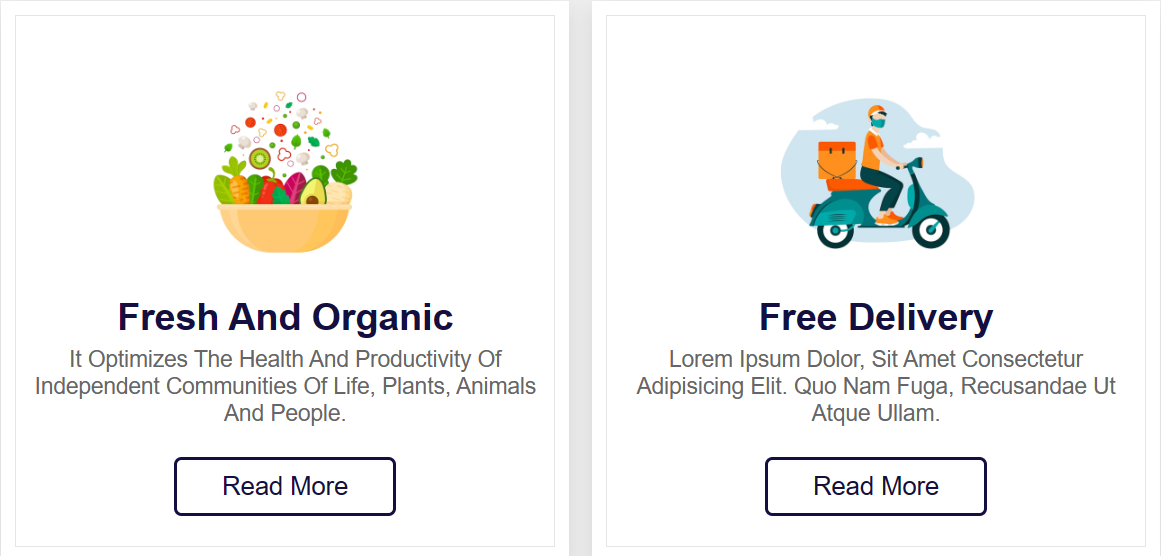 Fresh And Organic
It Optimizes The Health And Productivity Of
Independent Communities Of Life, Plants, Animals
And People.
Read More
Free Delivery
Lorem Ipsum Dolor, Sit Amet Consectetur
Adipisicing Elit. Quo Nam Fuga, Recusandae Ut
Atque Ullam.
Read More